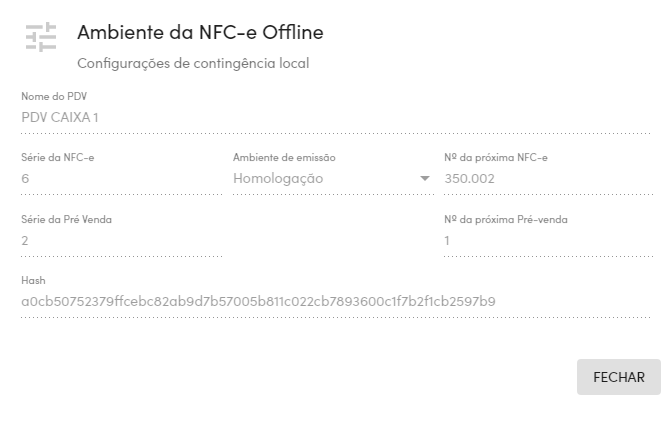 Ambiente da NFC-e Offline
Configurações de contingência local
Nome do PDV
PDV CAIXA 1
Série da NFC-e
Ambiente de emissão
Nº da próxima NFC-e
6
Homologação
350.002
Série da Pré Venda
Nº da próxima Pré-venda
2
1
Hash
a0cb50752379ffcebc82ab9d7b57005b811c022cb7893600c1f7b2f1cb2597b9
FECHAR